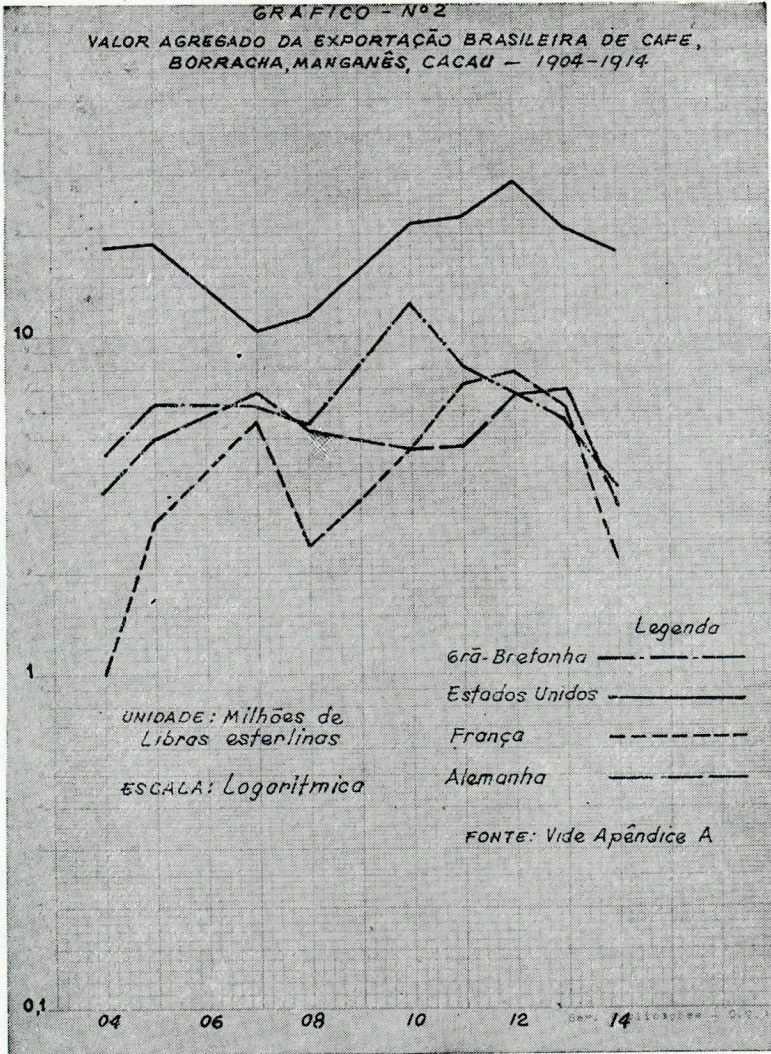 GRÁFICO - Nº 2
VALOR AGREGADO DA EXPORTAÇÃO BRASILEIRA DE CAFE,
BORRACHA, MANGANÊS, CACAU — 1904-1914
10
1
0,1
04 06 08 10 12 14
Legenda
Grã-Bretanha
Estados Unidos
França
Alemanha
UNIDADE: Milhões de
Libras esterlinas
ESCALA: Logarítmica
FONTE: Vide Apêndice A